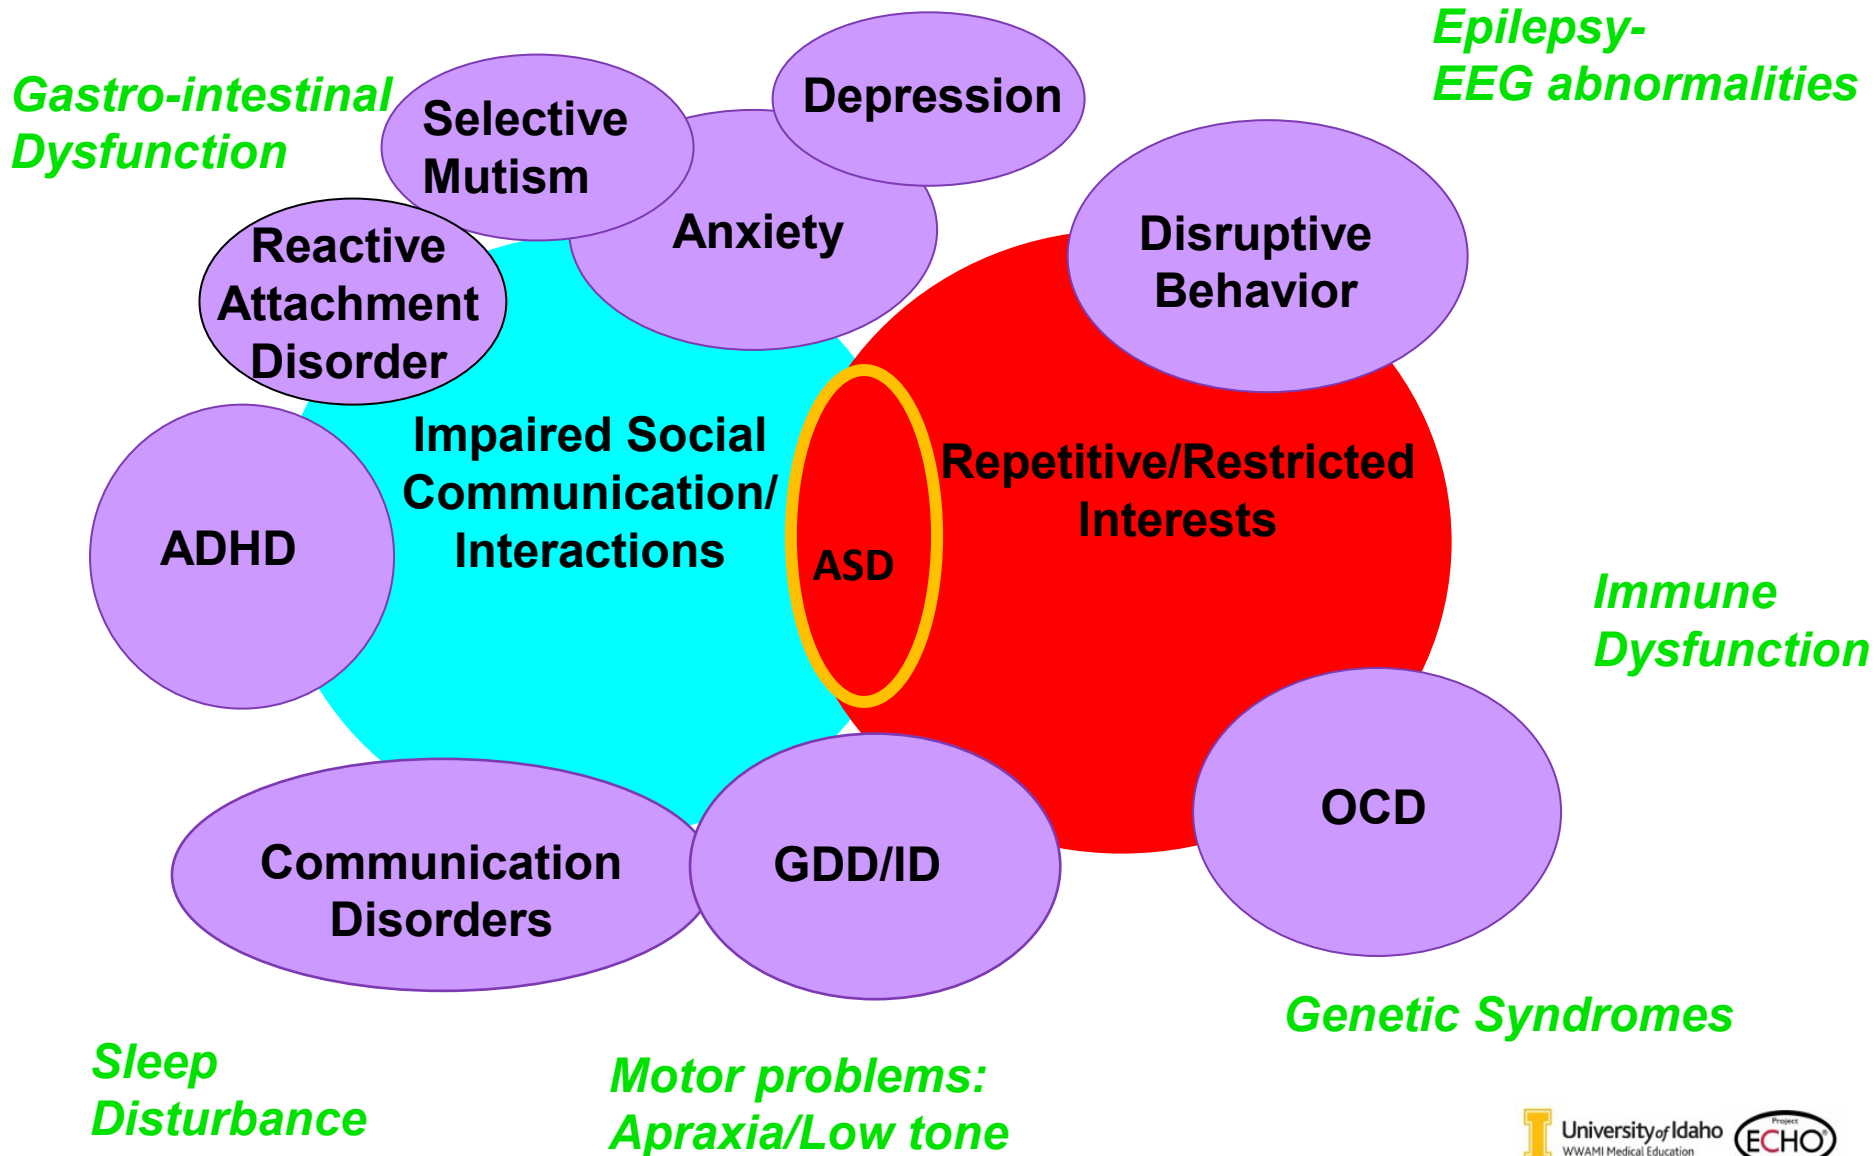 Epilepsy-
EEG abnormalities
Gastro-intestinal
Dysfunction
Selective
Mutism
Depression
Anxiety
Disruptive
Behavior
Reactive
Attachment
Disorder
Impaired Social
Communication/
Interactions
Repetitive/Restricted
Interests
ADHD
ASD
Immune
Dysfunction
OCD
Communication
Disorders
GDD/ID
Genetic Syndromes
Sleep
Disturbance
Motor problems:
Apraxia/Low tone
University of Idaho
WWAMI Medical Education
Project
ECHO®